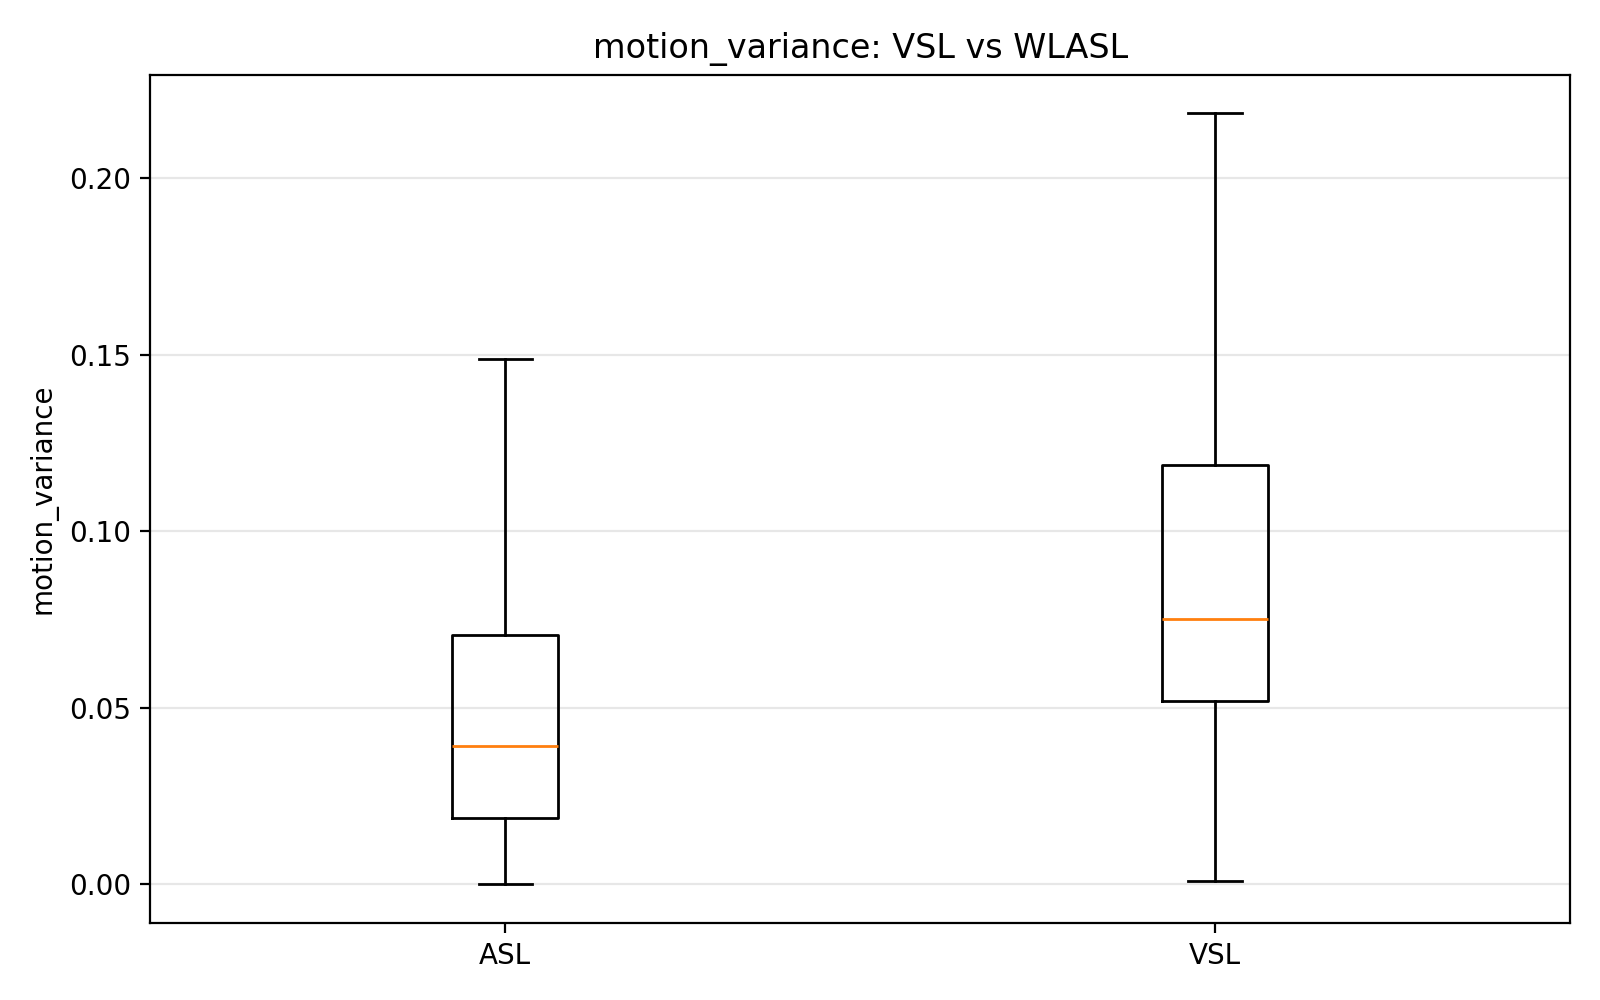 motion_variance: VSL vs WLASL
motion_variance
0.20
0.15
0.10
0.05
0.00
ASL
VSL